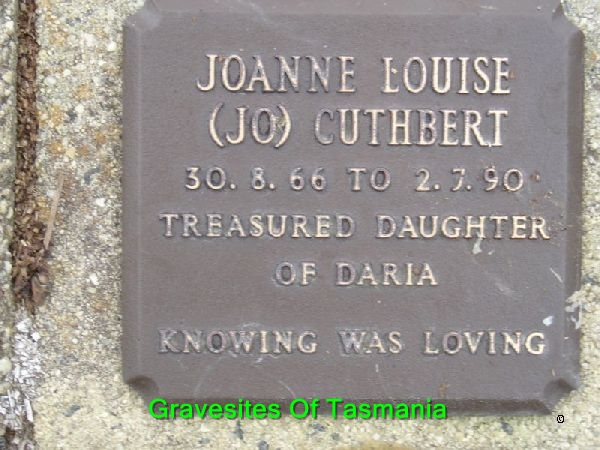 JOANNE LOUISE
(JO) CUTHBERT
30. 8. 66 TO 2. 7. 90
TREASURED DAUGHTER
OF DARIA
KNOWING WAS LOVING
Gravesites Of Tasmania
©